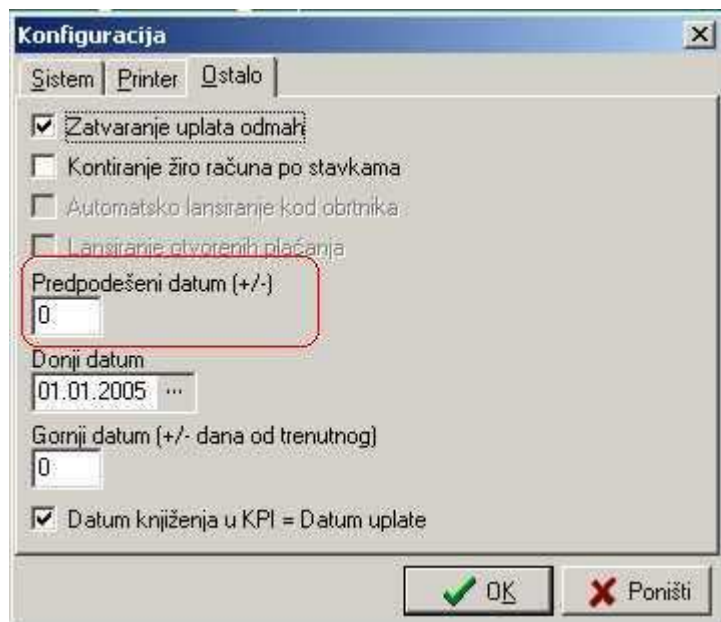 Konfiguracija
Sistem Printer Ostalo
Zatvaranje uplata odmah
Kontiranje žiro računa po stavkama
Automatsko lansiranje kod obrtnika
Lansiranje otvorenih plaćanja
Predpodešeni datum (+/-)
0
Donji datum
01.01.2005 ...
Gornji datum (+/- dana od trenutnog)
0
Datum knjiženja u KPI = Datum uplate
OK Poništi